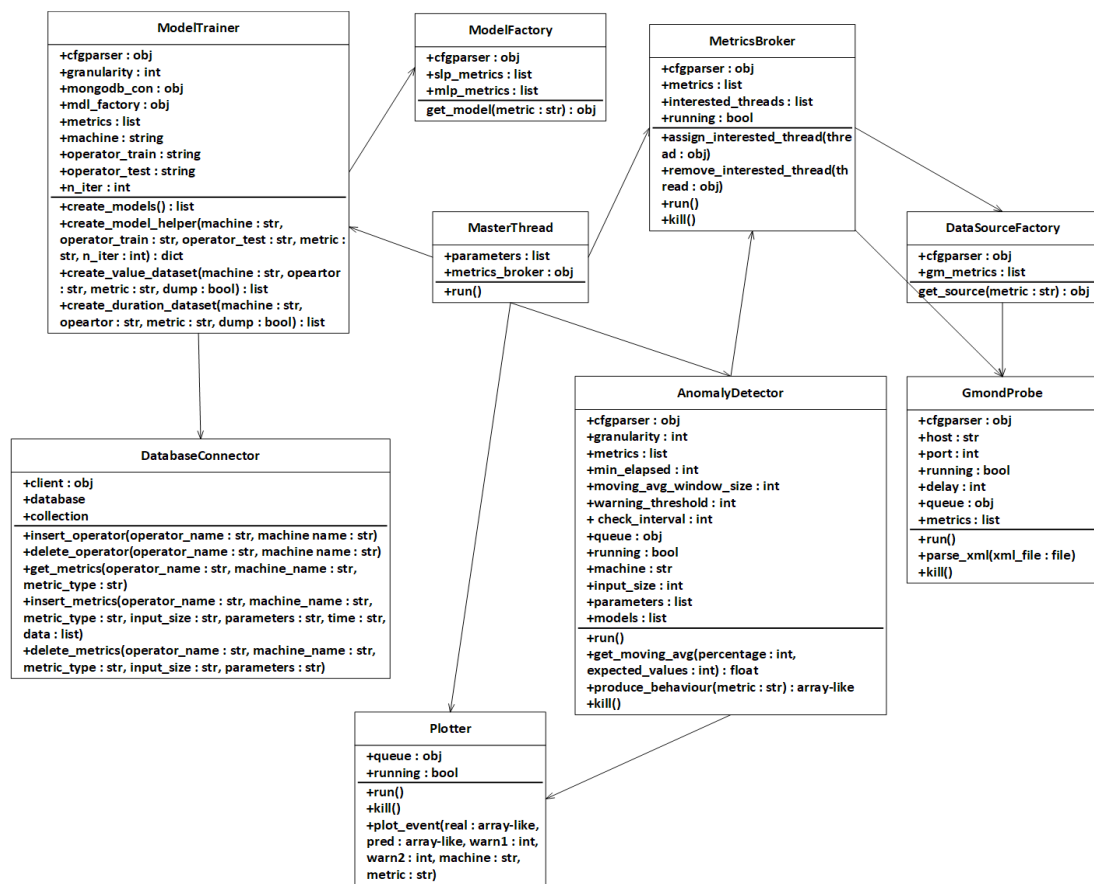 ModelTrainer
+cfgparser : obj
+granularity : int
+mongodb_con : obj
+mdl_factory : obj
+metrics : list
+machine : string
+operator_train : string
+operator_test : string
+n_iter : int
+create_models() : list
+create_model_helper(machine : str,
operator_train : str, operator_test : str, metric :
str, n_iter : int) : dict
+create_value_dataset(machine : str, opeartor
: str, metric : str, dump : bool) : list
+create_duration_dataset(machine : str,
opeartor : str, metric : str, dump : bool) : list
ModelFactory
+cfgparser : obj
+slp_metrics : list
+mlp_metrics : list
get_model(metric : str) : obj
MetricsBroker
+cfgparser : obj
+metrics : list
+interested_threads : list
+running : bool
+assign_interested_thread(thre
ad : obj)
+remove_interested_thread(th
read : obj)
+run()
+kill()
MasterThread
+parameters : list
+metrics_broker : obj
+run()
DataSourceFactory
+cfgparser : obj
+gm_metrics : list
get_source(metric : str) : obj
DatabaseConnector
+client : obj
+database
+collection
+insert_operator(operator_name : str, machine name : str)
+delete_operator(operator_name : str, machine name : str)
+get_metrics(operator_name : str, machine_name : str,
metric_type : str)
+insert_metrics(operator_name : str, machine_name : str,
metric_type : str, input_size : str, parameters : str, time : str,
data : list)
+delete_metrics(operator_name : str, machine_name : str,
metric_type : str, input_size : str, parameters : str)
AnomalyDetector
+cfgparser : obj
+granularity : int
+metrics : list
+min_elapsed : int
+moving_avg_window_size : int
+warning_threshold : int
+ check_interval : int
+queue : obj
+running : bool
+machine : str
+input_size : int
+parameters : list
+models : list
+run()
+get_moving_avg(percentage : int,
expected_values : int) : float
+produce_behaviour(metric : str) : array-like
+kill()
GmondProbe
+cfgparser : obj
+host : str
+port : int
+running : bool
+delay : int
+queue : obj
+metrics : list
+run()
+parse_xml(xml_file : file)
+kill()
Plotter
+queue : obj
+running : bool
+run()
+kill()
+plot_event(real : array-like,
pred : array-like, warn1 : int,
warn2 : int, machine : str,
metric : str)